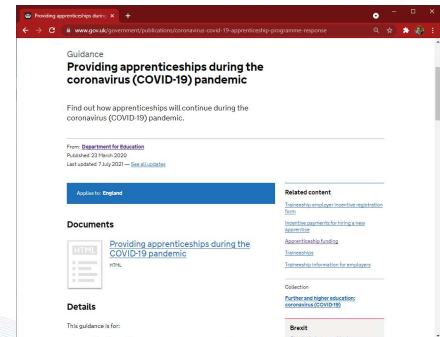 Providing apprenticeships during
www.gov.uk/government/publications/coronavirus-covid-19-apprenticeship-programme-response
Guidance
Providing apprenticeships during the
coronavirus (COVID-19) pandemic
Find out how apprenticeships will continue during the
coronavirus (COVID-19) pandemic.
From: Department for Education
Published 23 March 2020
Last updated 7 July 2021 — See all updates
Applies to: England
Documents
HTML
Providing apprenticeships during the
COVID-19 pandemic
HTML
Details
This guidance is for:
Related content
Traineeship employer incentive registration
form
Incentive payments for hiring a new
apprentice
Apprenticeship funding
Traineeships
Traineeship information for employers
Collection
Further and higher education:
coronavirus (COVID-19)
Brexit